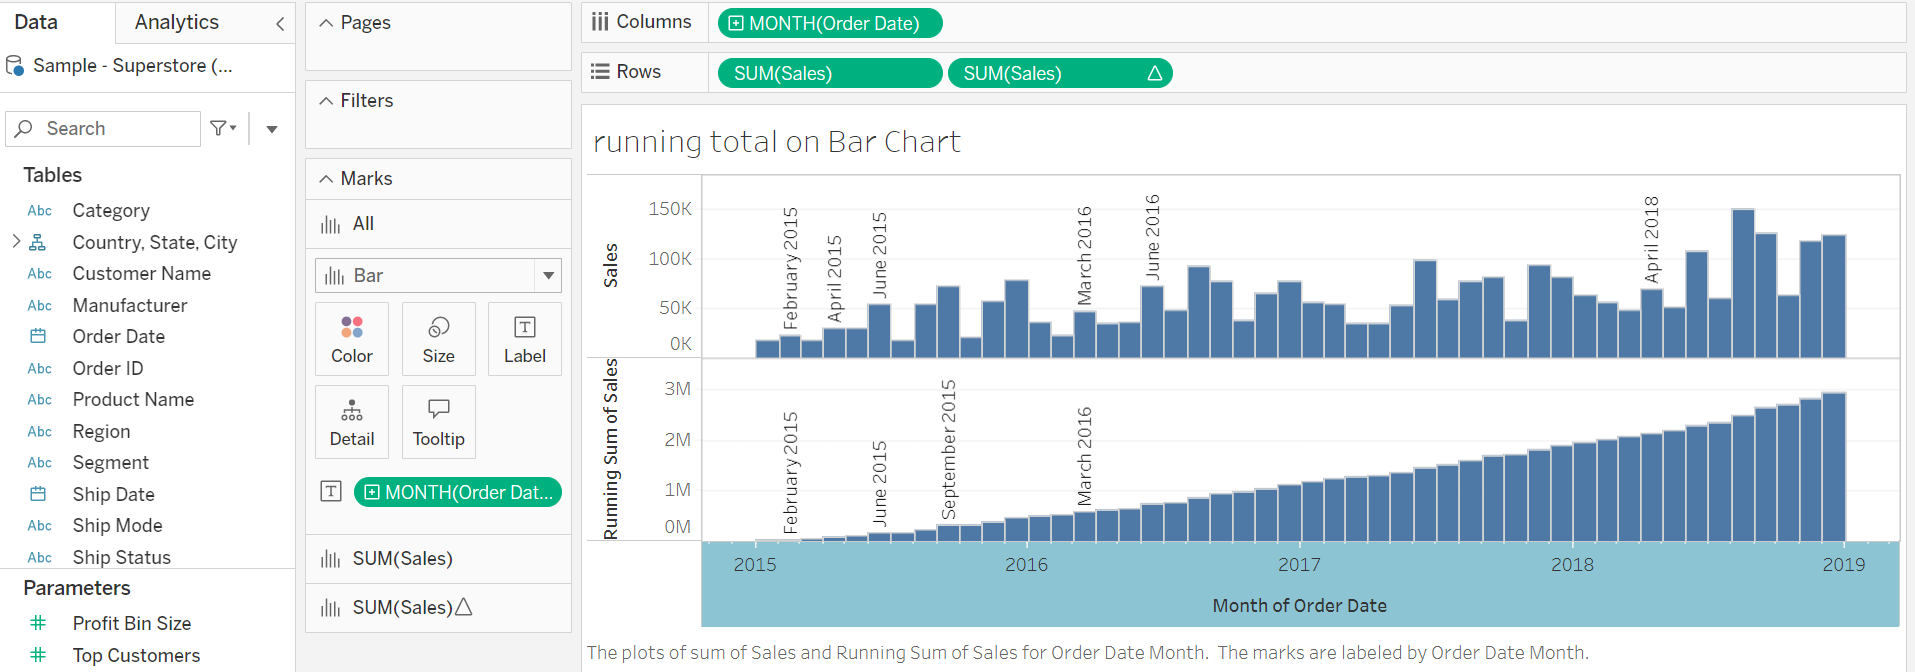 Data
Analytics
Sample - Superstore (...
Search
Tables
Abc Category
Country, State, City
Abc Customer Name
Abc Manufacturer
Order Date
Abc Order ID
Abc Product Name
Abc Region
Abc Segment
Ship Date
Abc Ship Mode
Abc Ship Status
Parameters
Profit Bin Size
Top Customers
Pages
Filters
Marks
All
Bar
Color Size Label
Detail Tooltip
MONTH(Order Dat...
SUM(Sales)
SUM(Sales)
Columns MONTH(Order Date)
Rows SUM(Sales) SUM(Sales)
running total on Bar Chart
Sales
150K
100K
50K
0K
February 2015
April 2015
June 2015
March 2016
June 2016
April 2018
Running Sum of Sales
3M
2M
1M
0M
February 2015
June 2015
September 2015
March 2016
2015 2016 2017 2018 2019
Month of Order Date
The plots of sum of Sales and Running Sum of Sales for Order Date Month. The marks are labeled by Order Date Month.